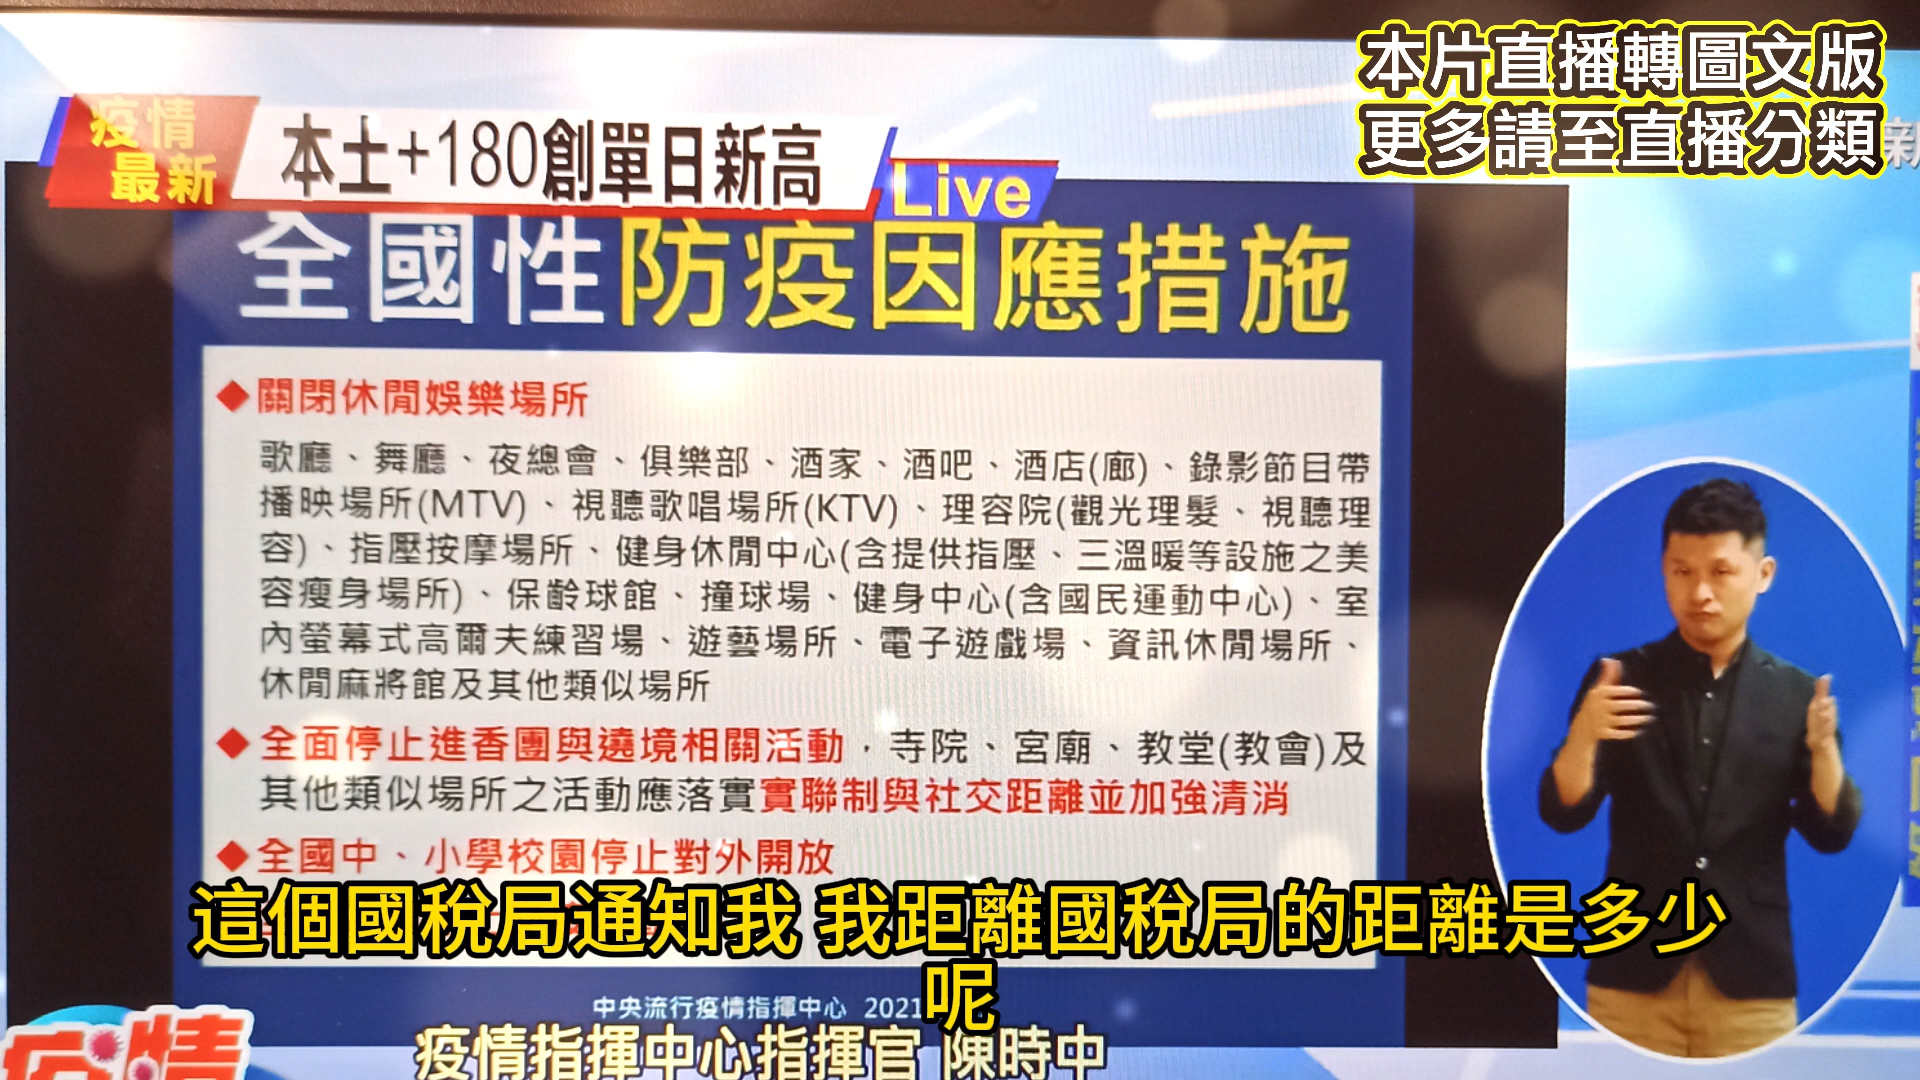 本片直播轉圖文版
更多請至直播分類
疫情
最新
本土+180創單日新高
Live
全國性防疫因應措施
◆關閉休閒娛樂場所
歌廳、舞廳、夜總會、俱樂部、酒家、酒吧、酒店(廊)、錄影節目帶
播映場所(MTV)、視聽歌唱場所(KTV)、理容院(觀光理髮、視聽理
容)、指壓按摩場所、健身休閒中心(含提供指壓、三溫暖等設施之美
容瘦身場所)、保齡球館、撞球場、健身中心(含國民運動中心)、室
內螢幕式高爾夫練習場、遊藝場所、電子遊戲場、資訊休閒場所、
休閒麻將館及其他類似場所
◆全面停止進香團與遶境相關活動，寺院、宮廟、教堂(教會)及
其他類似場所之活動應落實實聯制與社交距離並加強清消
◆全國中、小學校園停止對外開放
這個國稅局通知我 我距離國稅局的距離是多少
呢
中央流行疫情指揮中心 2021
疫情指揮中心指揮官 陳時中
疫情